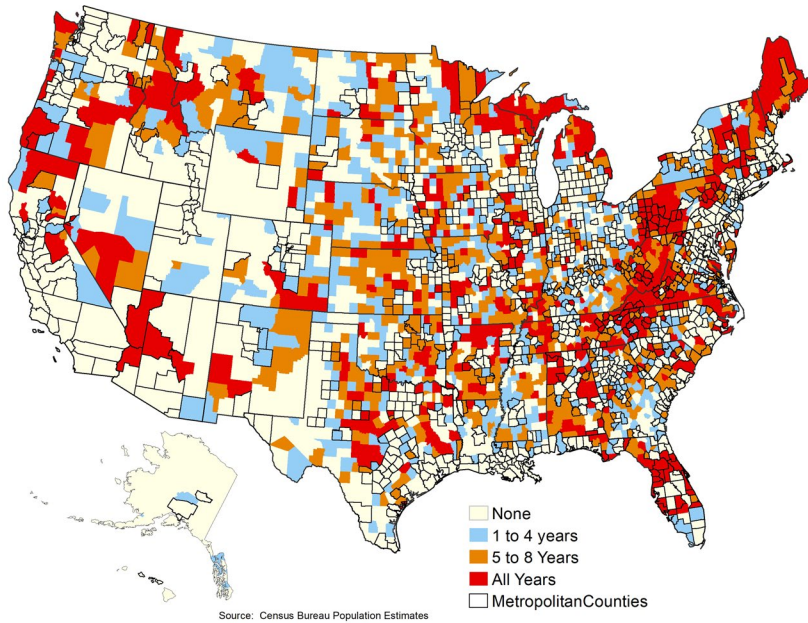 None
1 to 4 years
5 to 8 Years
All Years
MetropolitanCounties
Source: Census Bureau Population Estimates